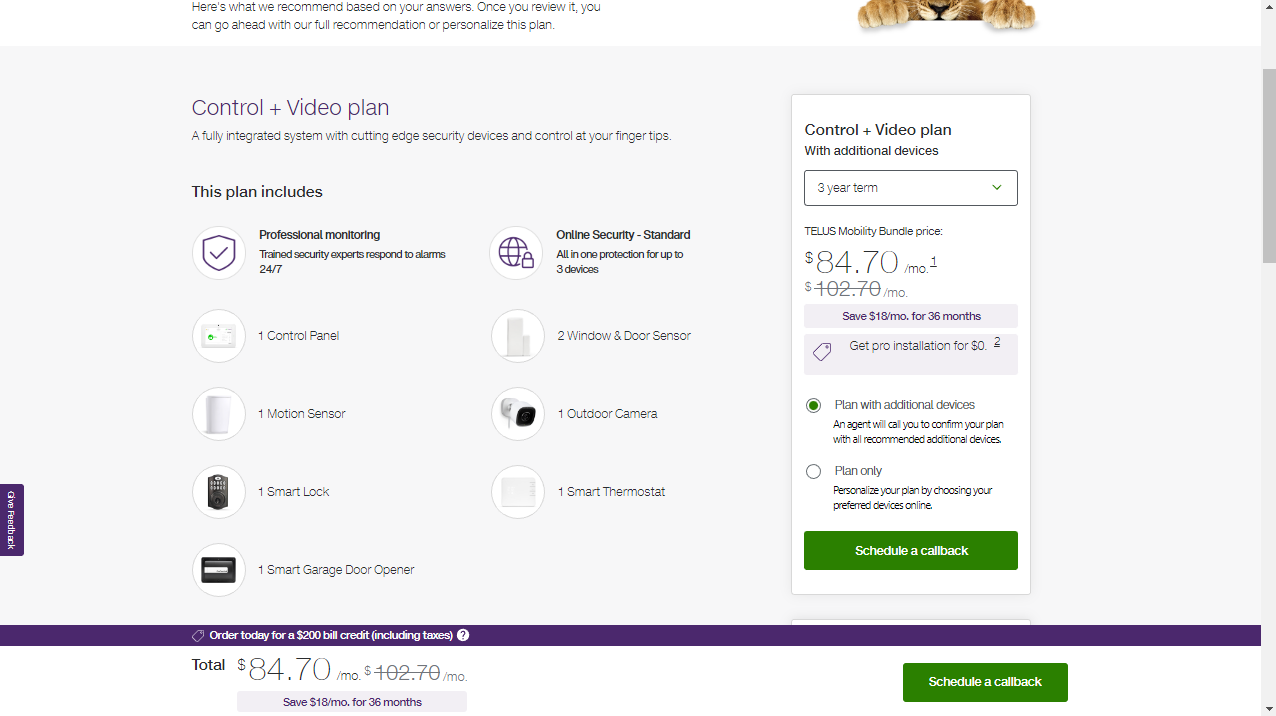 Here's what we recommend based on your answers. Once you review it, you
can go ahead with our full recommendation or personalize this plan.
Control + Video plan
A fully integrated system with cutting edge security devices and control at your finger tips.
This plan includes
Professional monitoring
Trained security experts respond to alarms
24/7
Online Security - Standard
All in one protection for up to
3 devices
1 Control Panel
2 Window & Door Sensor
1 Motion Sensor
1 Outdoor Camera
1 Smart Lock
1 Smart Thermostat
1 Smart Garage Door Opener
Control + Video plan
With additional devices
3 year term
TELUS Mobility Bundle price:
$84.70 /mo. 1
$102.70 /mo.
Save $18/mo. for 36 months
Get pro installation for $0. 2
Plan with additional devices
An agent will call you to confirm your plan
with all recommended additional devices.
Plan only
Personalize your plan by choosing your
preferred devices online.
Schedule a callback
Give Feedback
Order today for a $200 bill credit (including taxes) ?
Total $84.70 /mo. $102.70 /mo.
Save $18/mo. for 36 months
Schedule a callback